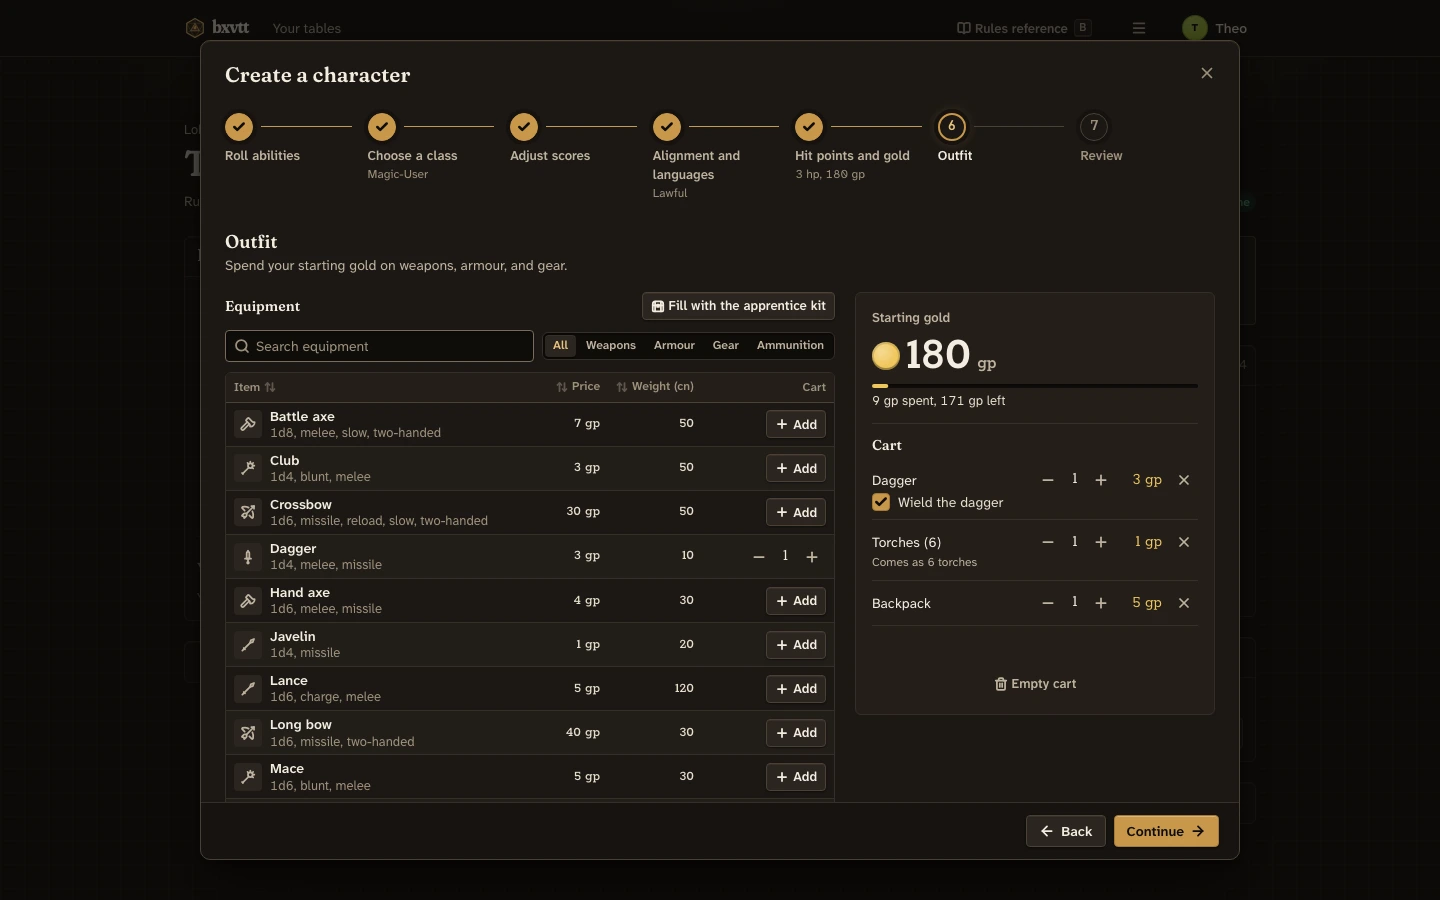 bxvtt
Your tables
Rules reference B
T Theo
Create a character
Roll abilities
Choose a class
Magic-User
Adjust scores
Alignment and
languages
Lawful
Hit points and gold
3 hp, 180 gp
6
Outfit
7
Review
Outfit
Spend your starting gold on weapons, armour, and gear.
Equipment
Fill with the apprentice kit
Search equipment
All Weapons Armour Gear Ammunition
Item Price Weight (cn) Cart
Battle axe
1d8, melee, slow, two-handed
7 gp 50 + Add
Club
1d4, blunt, melee
3 gp 50 + Add
Crossbow
1d6, missile, reload, slow, two-handed
30 gp 50 + Add
Dagger
1d4, melee, missile
3 gp 10 − 1 +
Hand axe
1d6, melee, missile
4 gp 30 + Add
Javelin
1d4, missile
1 gp 20 + Add
Lance
1d6, charge, melee
5 gp 120 + Add
Long bow
1d6, missile, two-handed
40 gp 30 + Add
Mace
1d6, blunt, melee
5 gp 30 + Add
Starting gold
180 gp
9 gp spent, 171 gp left
Cart
Dagger − 1 + 3 gp
Wield the dagger
Torches (6) − 1 + 1 gp
Comes as 6 torches
Backpack − 1 + 5 gp
Empty cart
Back
Continue